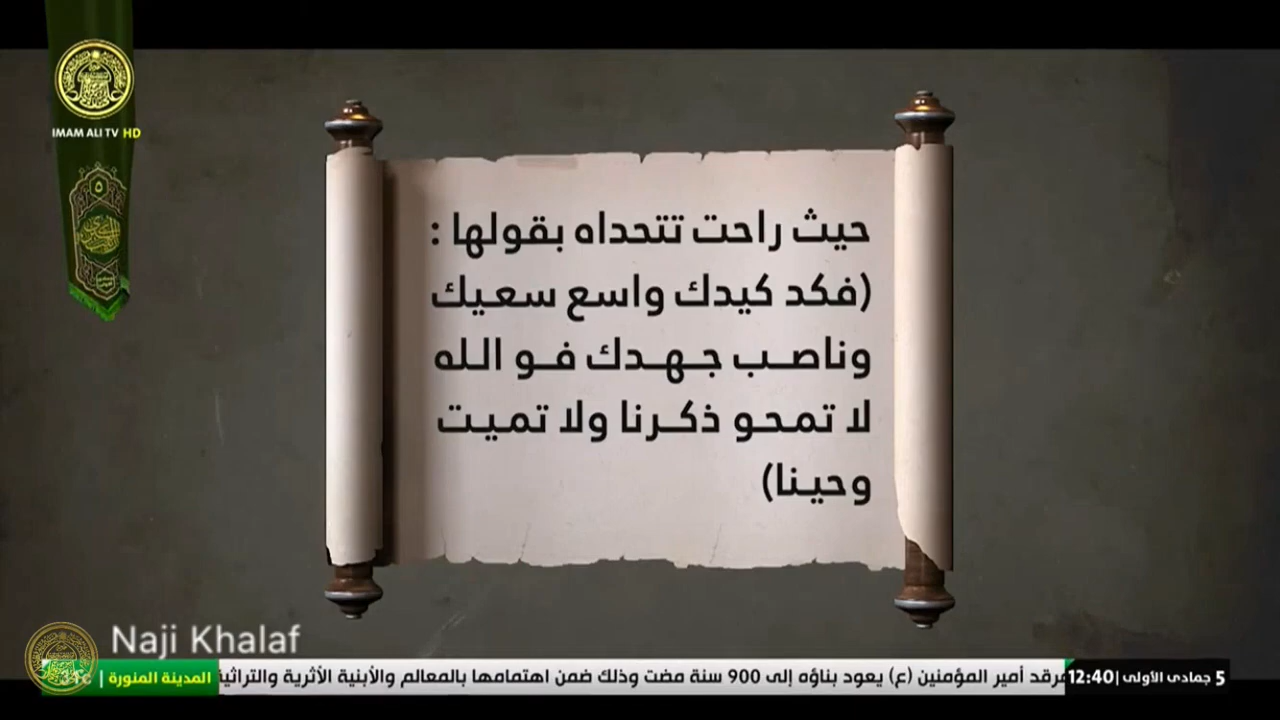 IMAM ALI TV HD
٥
حيث راحت تتحداه بقولها :
(فكد كيدك واسع سعيك
وناصب جهدك فو الله
لا تمحو ذكرنا ولا تميت
وحينا)
Naji Khalaf
5 جمادى الأولى | 12:40
مرقد أمير المؤمنين (ع) يعود بناؤه إلى 900 سنة مضت وذلك ضمن اهتمامها بالمعالم والأبنية الأثرية والتراثية
المدينة المنورة |